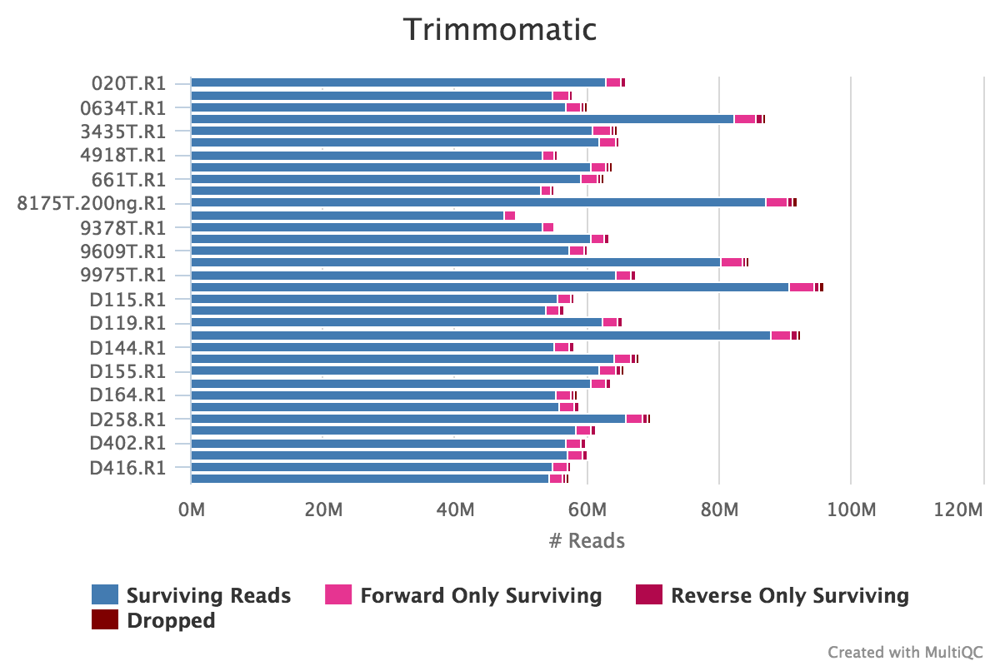 Trimmomatic
020T.R1
0634T.R1
3435T.R1
4918T.R1
661T.R1
8175T.200ng.R1
9378T.R1
9609T.R1
9975T.R1
D115.R1
D119.R1
D144.R1
D155.R1
D164.R1
D258.R1
D402.R1
D416.R1
0M 20M 40M 60M 80M 100M 120M
# Reads
Surviving Reads Forward Only Surviving Reverse Only Surviving
Dropped
Created with MultiQC